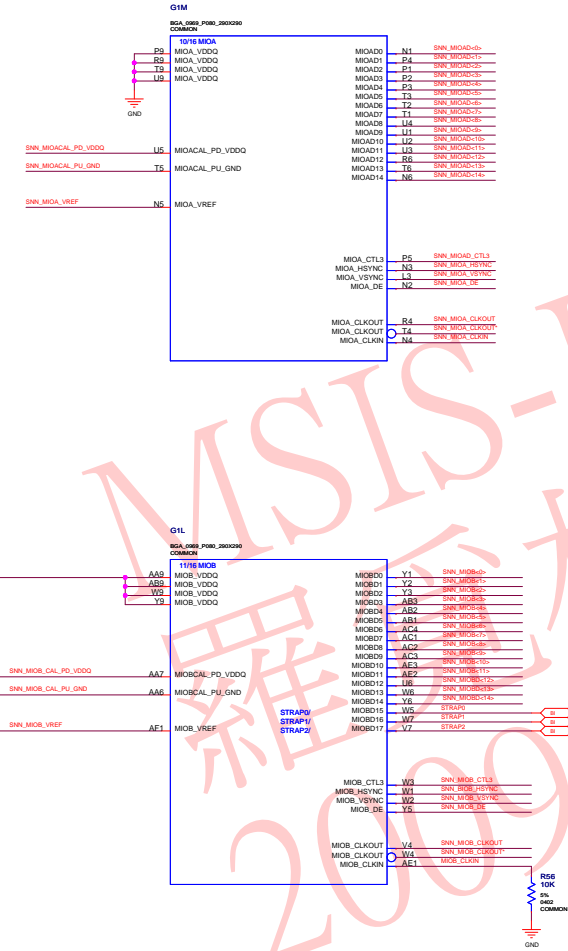 G1M
BGA_0969_P080_290X290
COMMON
10/16 MIOA
P9 MIOA_VDDQ
R9 MIOA_VDDQ
T9 MIOA_VDDQ
U9 MIOA_VDDQ
GND
SNN_MIOACAL_PD_VDDQ U5 MIOACAL_PD_VDDQ
SNN_MIOACAL_PU_GND T5 MIOACAL_PU_GND
SNN_MIOA_VREF N5 MIOA_VREF
MIOAD0 N1 SNN_MIOAD<0>
MIOAD1 P4 SNN_MIOAD<1>
MIOAD2 P1 SNN_MIOAD<2>
MIOAD3 P2 SNN_MIOAD<3>
MIOAD4 P3 SNN_MIOAD<4>
MIOAD5 T3 SNN_MIOAD<5>
MIOAD6 T2 SNN_MIOAD<6>
MIOAD7 T1 SNN_MIOAD<7>
MIOAD8 U4 SNN_MIOAD<8>
MIOAD9 U1 SNN_MIOAD<9>
MIOAD10 U2 SNN_MIOAD<10>
MIOAD11 U3 SNN_MIOAD<11>
MIOAD12 R6 SNN_MIOAD<12>
MIOAD13 T6 SNN_MIOAD<13>
MIOAD14 N6 SNN_MIOAD<14>
MIOA_CTL3 P5 SNN_MIOAD_CTL3
MIOA_HSYNC N3 SNN_MIOA_HSYNC
MIOA_VSYNC L3 SNN_MIOA_VSYNC
MIOA_DE N2 SNN_MIOA_DE
MIOA_CLKOUT R4 SNN_MIOA_CLKOUT
MIOA_CLKOUT T4 SNN_MIOA_CLKOUT*
MIOA_CLKIN N4 SNN_MIOA_CLKIN
MSIS-
G1L
BGA_0969_P080_290X290
COMMON
11/16 MIOB
AA9 MIOB_VDDQ
AB9 MIOB_VDDQ
W9 MIOB_VDDQ
Y9 MIOB_VDDQ
SNN_MIOB_CAL_PD_VDDQ AA7 MIOBCAL_PD_VDDQ
SNN_MIOB_CAL_PU_GND AA6 MIOBCAL_PU_GND
SNN_MIOB_VREF AF1 MIOB_VREF
MIOBD0 Y1 SNN_MIOB<0>
MIOBD1 Y2 SNN_MIOB<1>
MIOBD2 Y3 SNN_MIOB<2>
MIOBD3 AB3 SNN_MIOB<3>
MIOBD4 AB2 SNN_MIOB<4>
MIOBD5 AB1 SNN_MIOB<5>
MIOBD6 AC4 SNN_MIOB<6>
MIOBD7 AC1 SNN_MIOB<7>
MIOBD8 AC2 SNN_MIOB<8>
MIOBD9 AC3 SNN_MIOB<9>
MIOBD10 AE3 SNN_MIOB<10>
MIOBD11 AE2 SNN_MIOB<11>
MIOBD12 U6 SNN_MIOBD<12>
MIOBD13 W6 SNN_MIOB<13>
MIOBD14 Y6 SNN_MIOB<14>
STRAP0/ MIOBD15 W5 STRAP0 BI
STRAP1/ MIOBD16 W7 STRAP1 BI
STRAP2/ MIOBD17 V7 STRAP2 BI
MIOB_CTL3 W3 SNN_MIOB_CTL3
MIOB_HSYNC W1 SNN_BIOB_HSYNC
MIOB_VSYNC W2 SNN_MIOB_VSYNC
MIOB_DE Y5 SNN_MIOB_DE
MIOB_CLKOUT V4 SNN_MIOB_CLKOUT
MIOB_CLKOUT W4 SNN_MIOB_CLKOUT*
MIOB_CLKIN AE1 MIOB_CLKIN
R56
10K
5%
0402
COMMON
GND
羅
2009